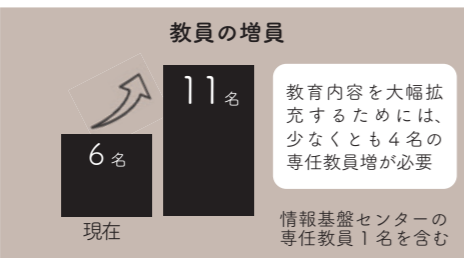 教員の増員
11名
6名
現在
教育内容を大幅拡
充するためには、
少なくとも4名の
専任教員増が必要
情報基盤センターの
専任教員1名を含む